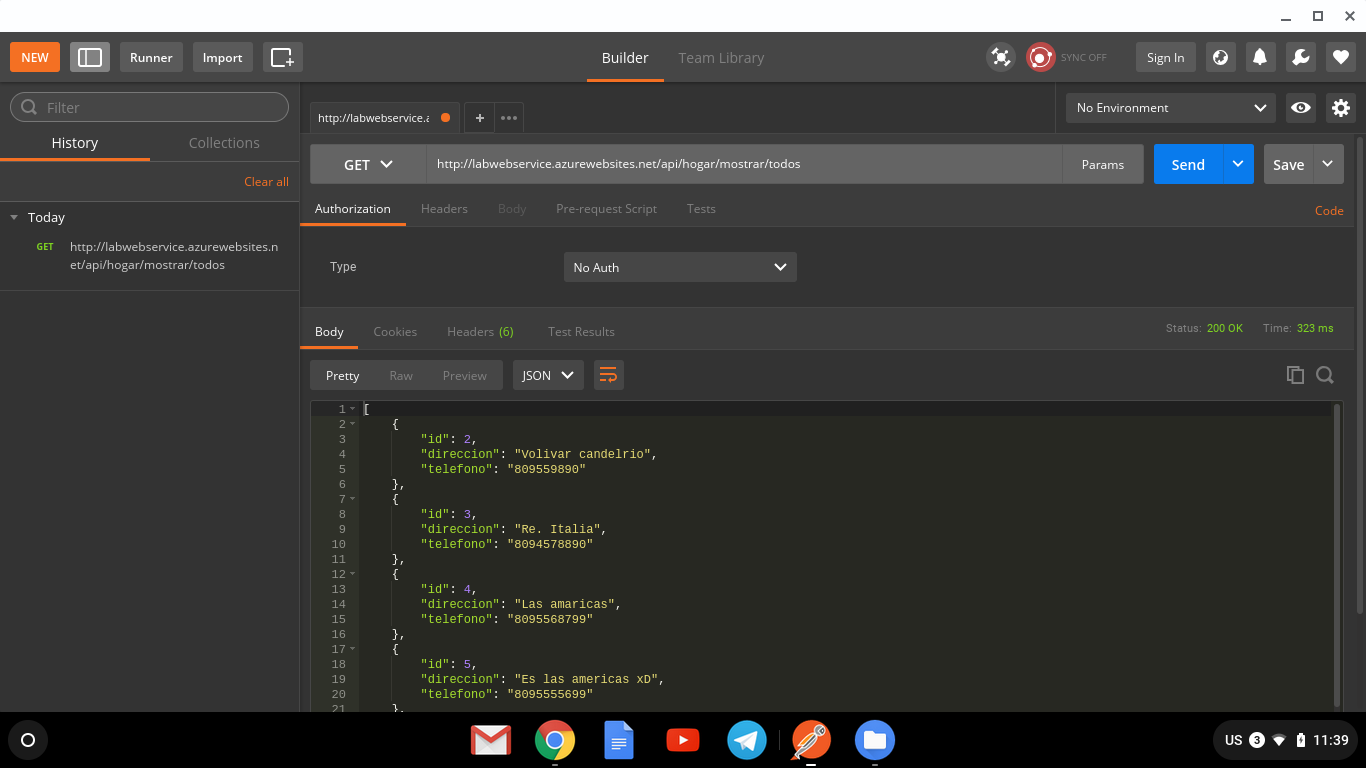 NEW Runner Import Builder Team Library SYNC OFF Sign In
Filter
History Collections
Clear all
Today
GET http://labwebservice.azurewebsites.n
et/api/hogar/mostrar/todos
http://labwebservice.a + ••• No Environment
GET http://labwebservice.azurewebsites.net/api/hogar/mostrar/todos Params Send Save
Authorization Headers Body Pre-request Script Tests Code
Type No Auth
Body Cookies Headers (6) Test Results Status: 200 OK Time: 323 ms
Pretty Raw Preview JSON
1 [
2 {
3 "id": 2,
4 "direccion": "Volivar candelrio",
5 "telefono": "809559890"
6 },
7 {
8 "id": 3,
9 "direccion": "Re. Italia",
10 "telefono": "8094578890"
11 },
12 {
13 "id": 4,
14 "direccion": "Las amaricas",
15 "telefono": "8095568799"
16 },
17 {
18 "id": 5,
19 "direccion": "Es las americas xD",
20 "telefono": "8095555699"
21 },
US 3 11:39